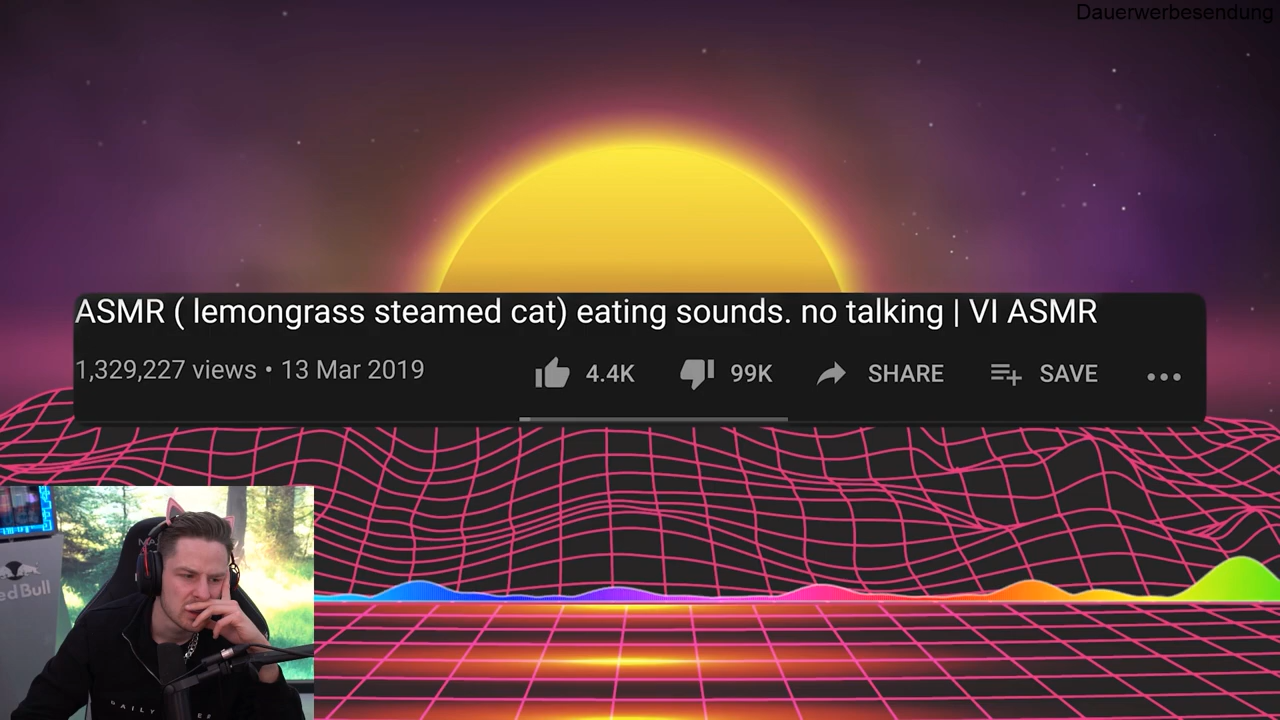 Dauerwerbesendung
ASMR ( lemongrass steamed cat) eating sounds. no talking | VI ASMR
1,329,227 views • 13 Mar 2019 4.4K 99K SHARE SAVE
edBull